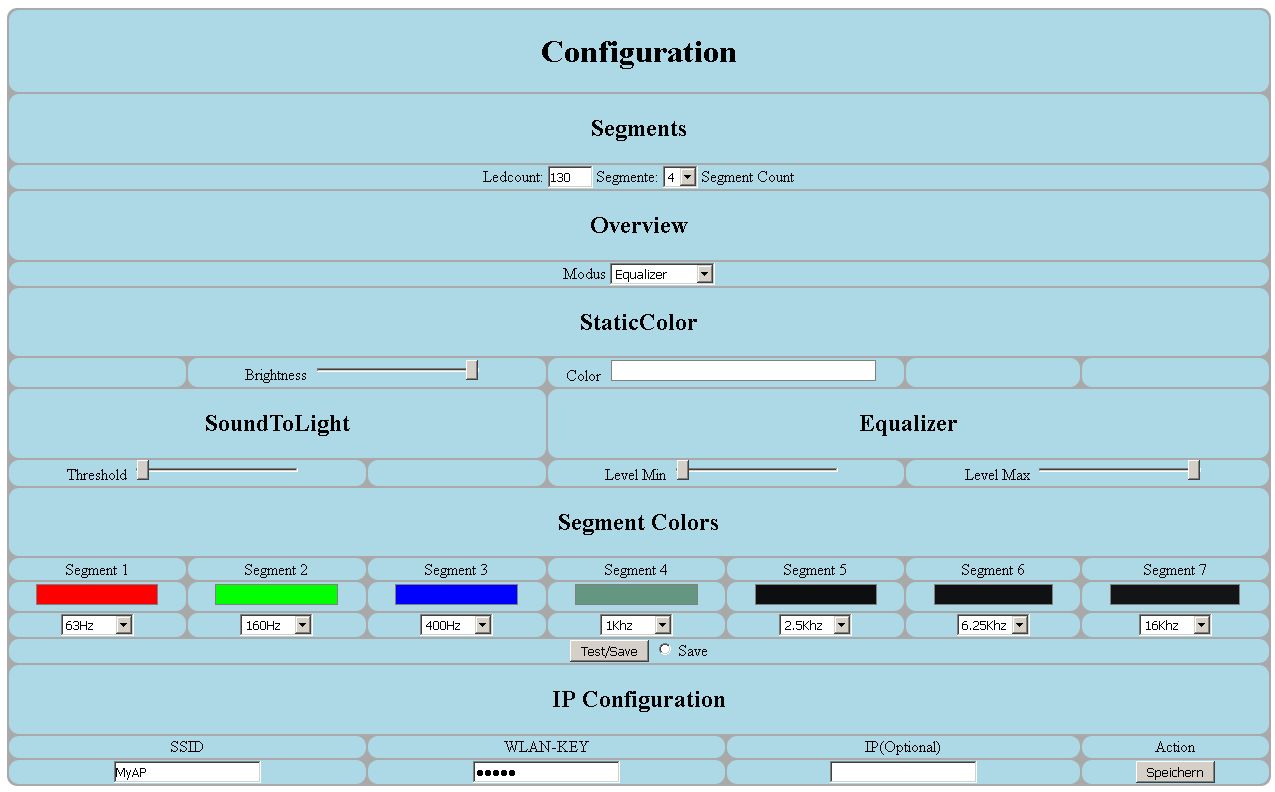 Configuration
Segments
Ledcount: 130 Segmente: 4 Segment Count
Overview
Modus Equalizer
StaticColor
Brightness Color
SoundToLight Equalizer
Threshold Level Min Level Max
Segment Colors
Segment 1 Segment 2 Segment 3 Segment 4 Segment 5 Segment 6 Segment 7
63Hz 160Hz 400Hz 1Khz 2.5Khz 6.25Khz 16Khz
Test/Save Save
IP Configuration
SSID WLAN-KEY IP(Optional) Action
MyAP ●●●●● Speichern